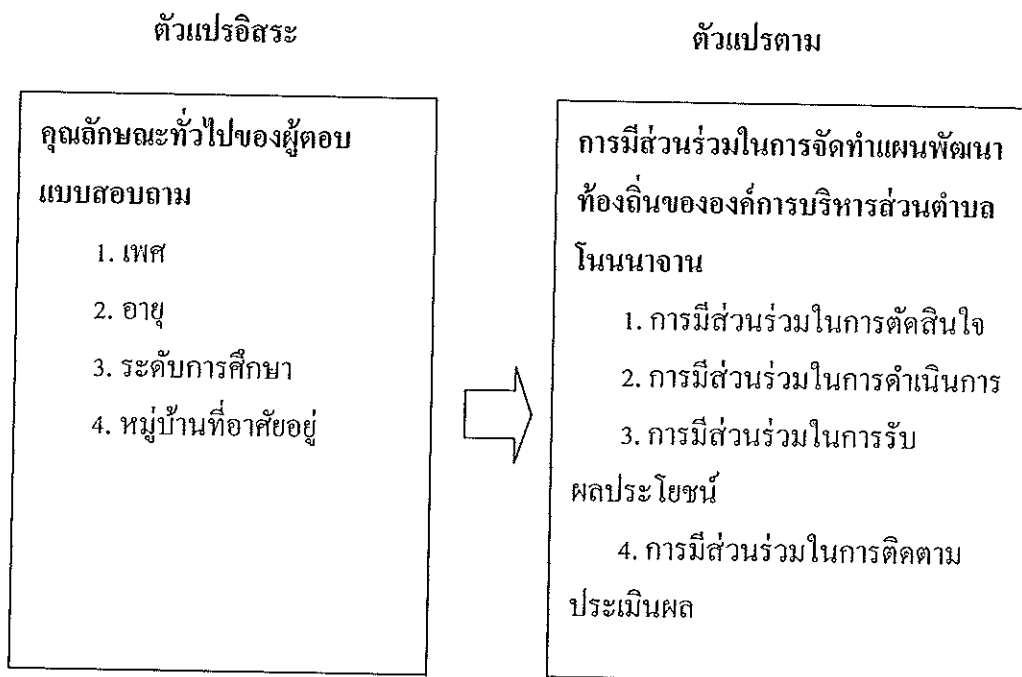 ตัวแปรอิสระ
ตัวแปรตาม
คุณลักษณะทั่วไปของผู้ตอบ
แบบสอบถาม
1. เพศ
2. อายุ
3. ระดับการศึกษา
4. หมู่บ้านที่อาศัยอยู่
การมีส่วนร่วมในการจัดทำแผนพัฒนา
ท้องถิ่นขององค์การบริหารส่วนตำบล
โนนนาจาน
1. การมีส่วนร่วมในการตัดสินใจ
2. การมีส่วนร่วมในการดำเนินการ
3. การมีส่วนร่วมในการรับ
ผลประโยชน์
4. การมีส่วนร่วมในการติดตาม
ประเมินผล